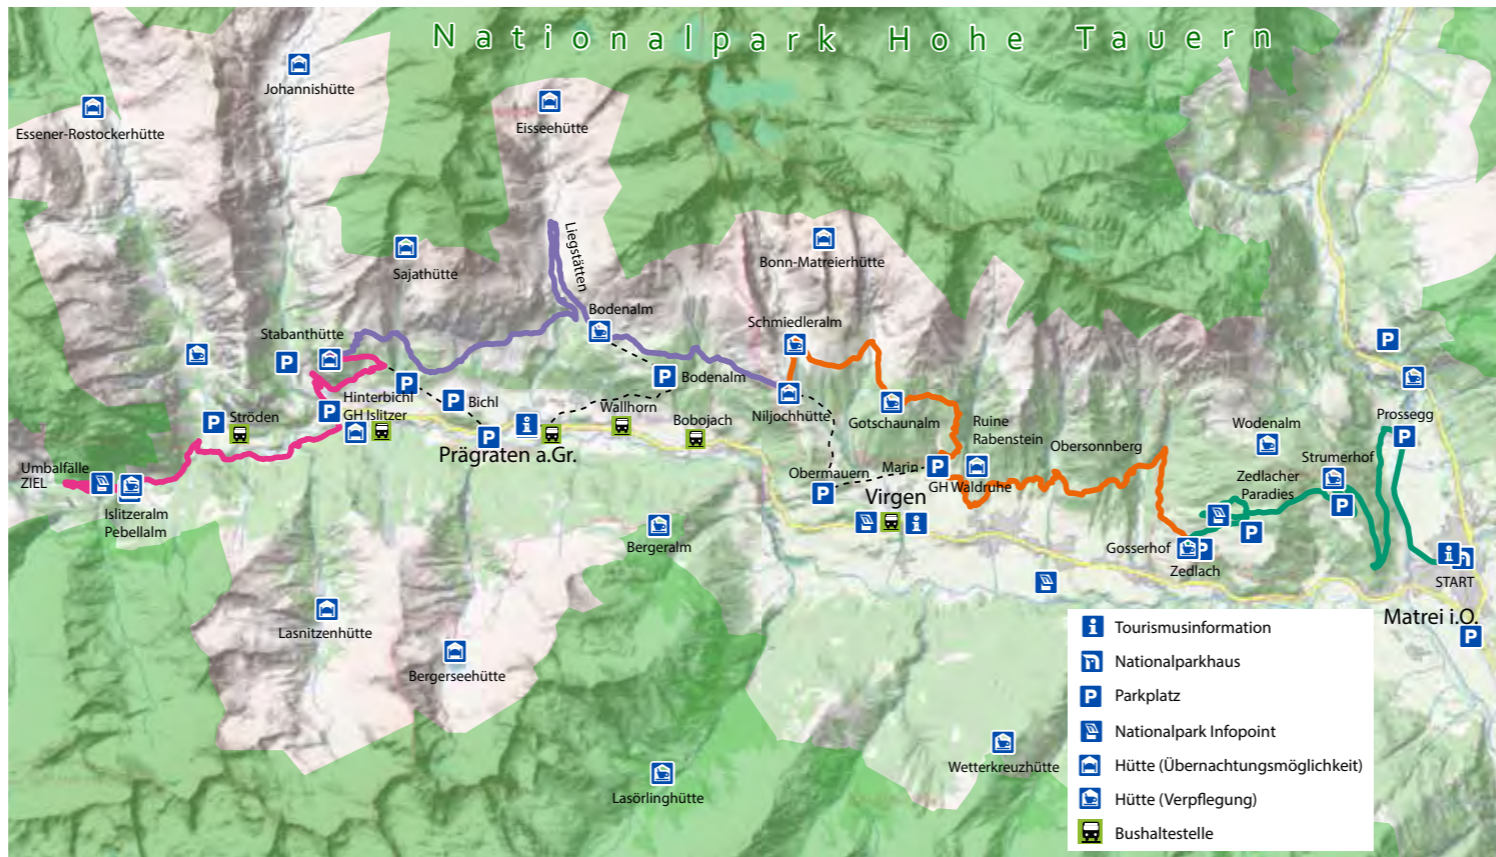 Nationalpark Hohe Tauern
Johannishütte
Essener-Rostockerhütte
Eisseehütte
Liegstätten
Sajathütte
Bonn-Matreierhütte
Bodenalm
Schmiedleralm
Stabanthütte
Bodenalm
Hinterbichl
GH Islitzer
Bichl
Wallhorn
Bobojach
Niljochhütte
Gotschaunalm
Ruine
Rabenstein
Ströden
Prägraten a.Gr.
Obersonnberg
Wodenalm
Prossegg
Strumerhof
Zedlacher
Paradies
Umbalfälle
ZIEL
Islitzeralm
Pebellalm
Obermauern
Marin
GH Waldruhe
Virgen
Bergeralm
Gosserhof
Zedlach
START
Matrei i.O.
Lasnitzenhütte
Bergerseehütte
Lasörlinghütte
Wetterkreuzhütte
Tourismusinformation
Nationalparkhaus
P Parkplatz
Nationalpark Infopoint
Hütte (Übernachtungsmöglichkeit)
Hütte (Verpflegung)
Bushaltestelle